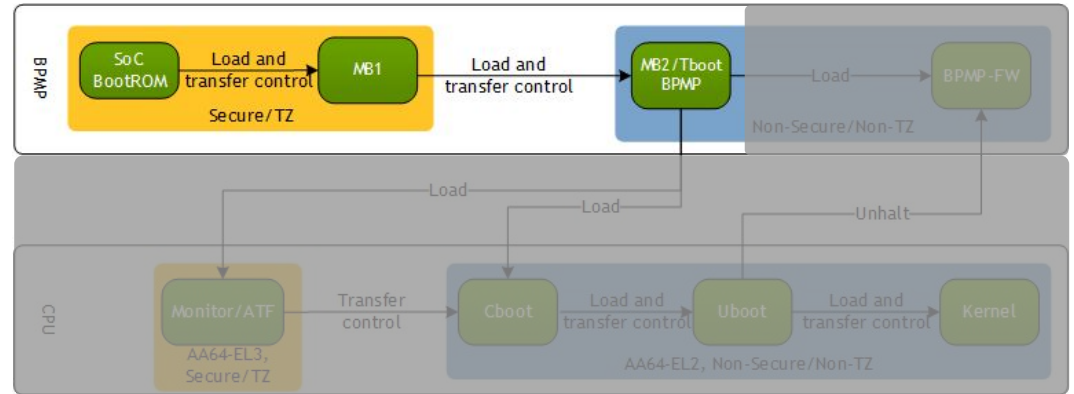 BPMP
SoC
BootROM
Load and
transfer control
MB1
Secure/TZ
Load and
transfer control
MB2/Tboot
BPMP
Load
BPMP-FW
Non-Secure/Non-TZ
Load
Load
Unhalt
CPU
Monitor/ATF
AA64-EL3,
Secure/TZ
Transfer
control
Cboot
Load and
transfer control
Uboot
Load and
transfer control
Kernel
AA64-EL2, Non-Secure/Non-TZ